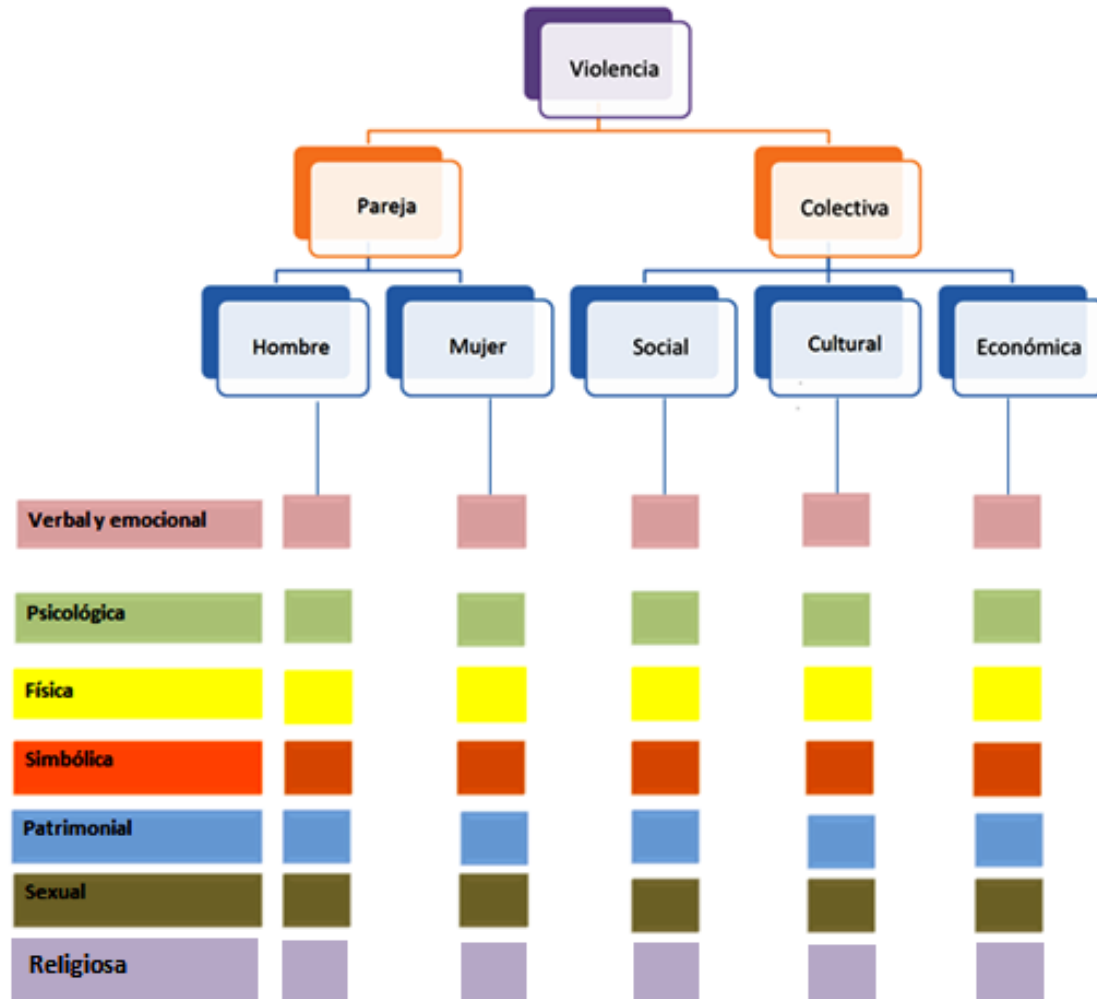 Violencia
Pareja
Colectiva
Hombre
Mujer
Social
Cultural
Económica
Verbal y emocional
Psicológica
Física
Simbólica
Patrimonial
Sexual
Religiosa